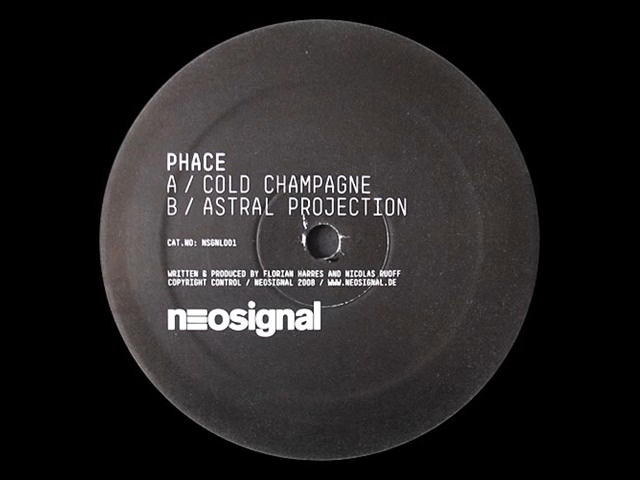 PHACE
A / COLD CHAMPAGNE
B / ASTRAL PROJECTION
CAT.NO: NSGNL001
WRITTEN & PRODUCED BY FLORIAN HARRES AND NICOLAS RUOFF
COPYRIGHT CONTROL / NEOSIGNAL 2008 / WWW.NEOSIGNAL.DE
neosignal